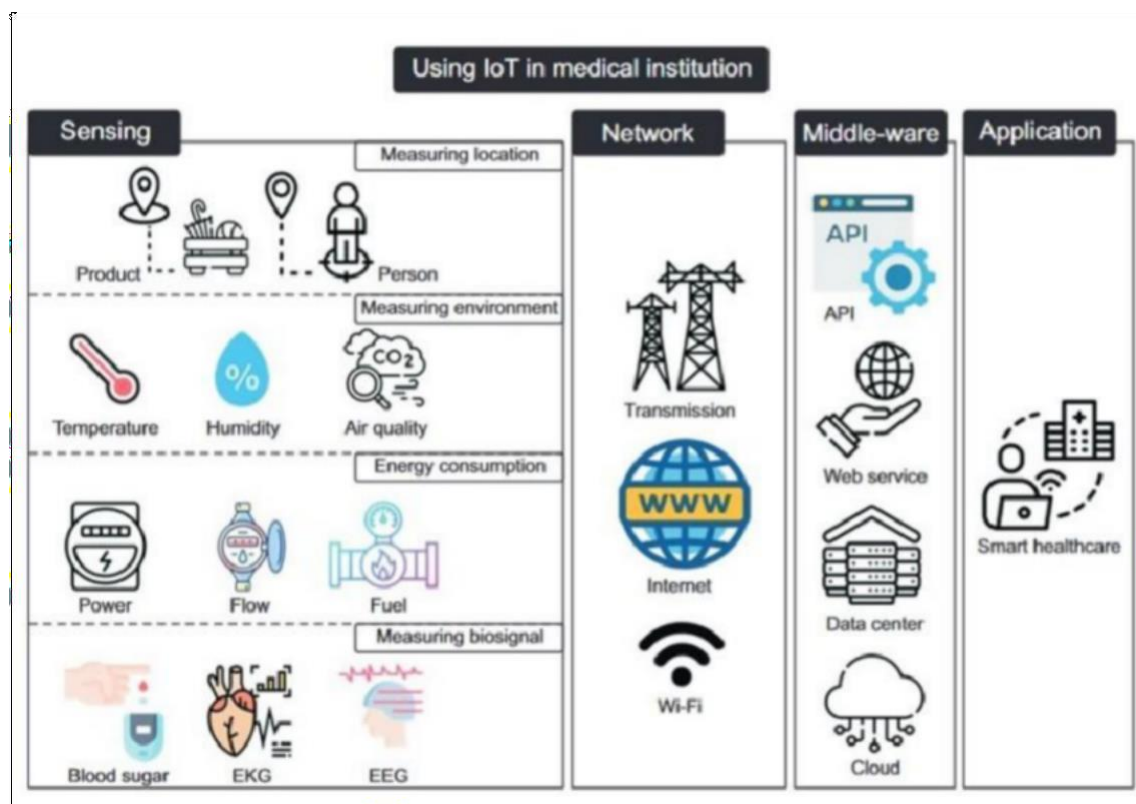 Using IoT in medical institution
Sensing
Measuring location
Product
Person
Measuring environment
%
CO2
Temperature
Humidity
Air quality
Energy consumption
Power
Flow
Fuel
Measuring biosignal
Blood sugar
EKG
EEG
Network
Transmission
WWW
Internet
Wi-Fi
Middle-ware
API
API
Web service
Data center
Cloud
Application
Smart healthcare